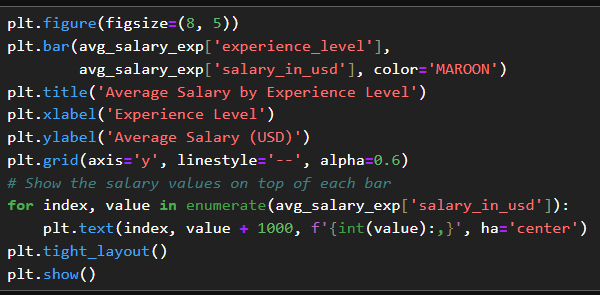 plt.figure(figsize=(8, 5))
plt.bar(avg_salary_exp['experience_level'],
        avg_salary_exp['salary_in_usd'], color='MAROON')
plt.title('Average Salary by Experience Level')
plt.xlabel('Experience Level')
plt.ylabel('Average Salary (USD)')
plt.grid(axis='y', linestyle='--', alpha=0.6)
# Show the salary values on top of each bar
for index, value in enumerate(avg_salary_exp['salary_in_usd']):
    plt.text(index, value + 1000, f'{int(value):,}', ha='center')
plt.tight_layout()
plt.show()